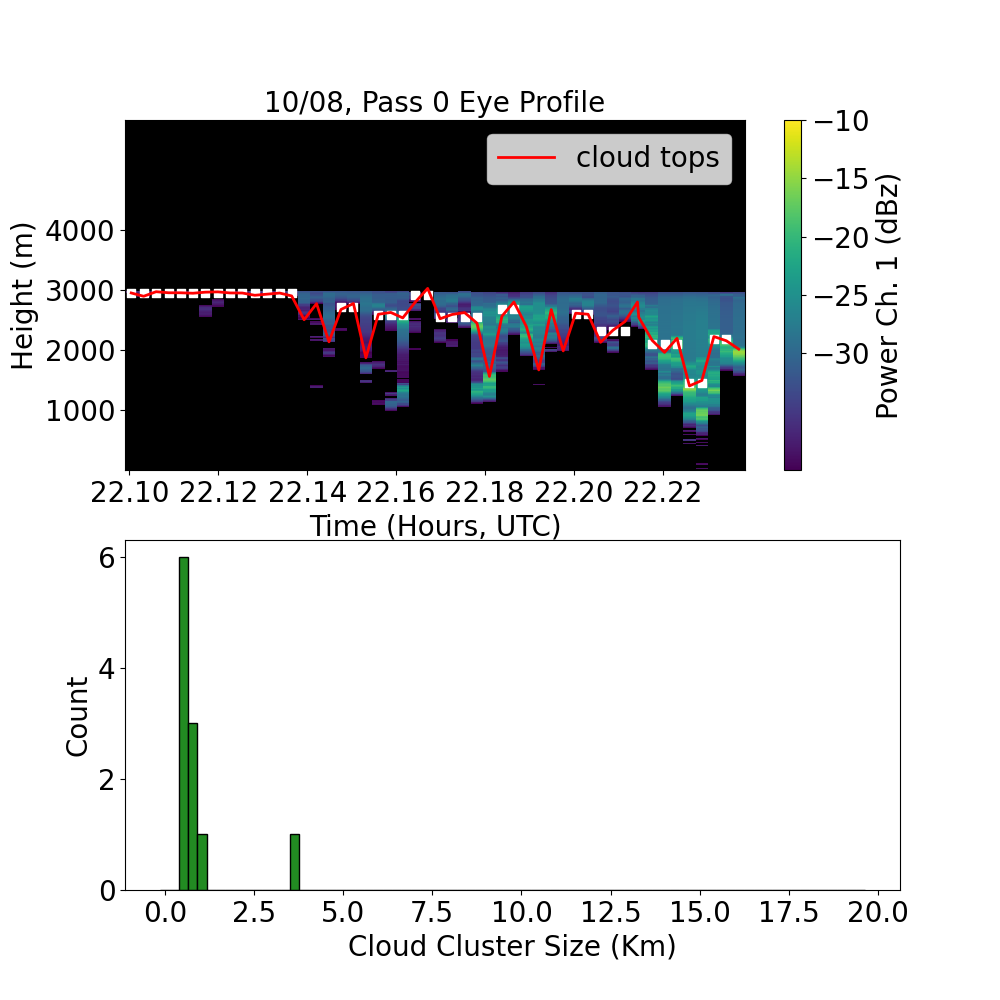 10/08, Pass 0 Eye Profile
cloud tops
Height (m)
4000
3000
2000
1000
22.10 22.12 22.14 22.16 22.18 22.20 22.22
Time (Hours, UTC)
−10
−15
−20
−25
−30
Power Ch. 1 (dBz)
Count
6
4
2
0
0.0 2.5 5.0 7.5 10.0 12.5 15.0 17.5 20.0
Cloud Cluster Size (Km)